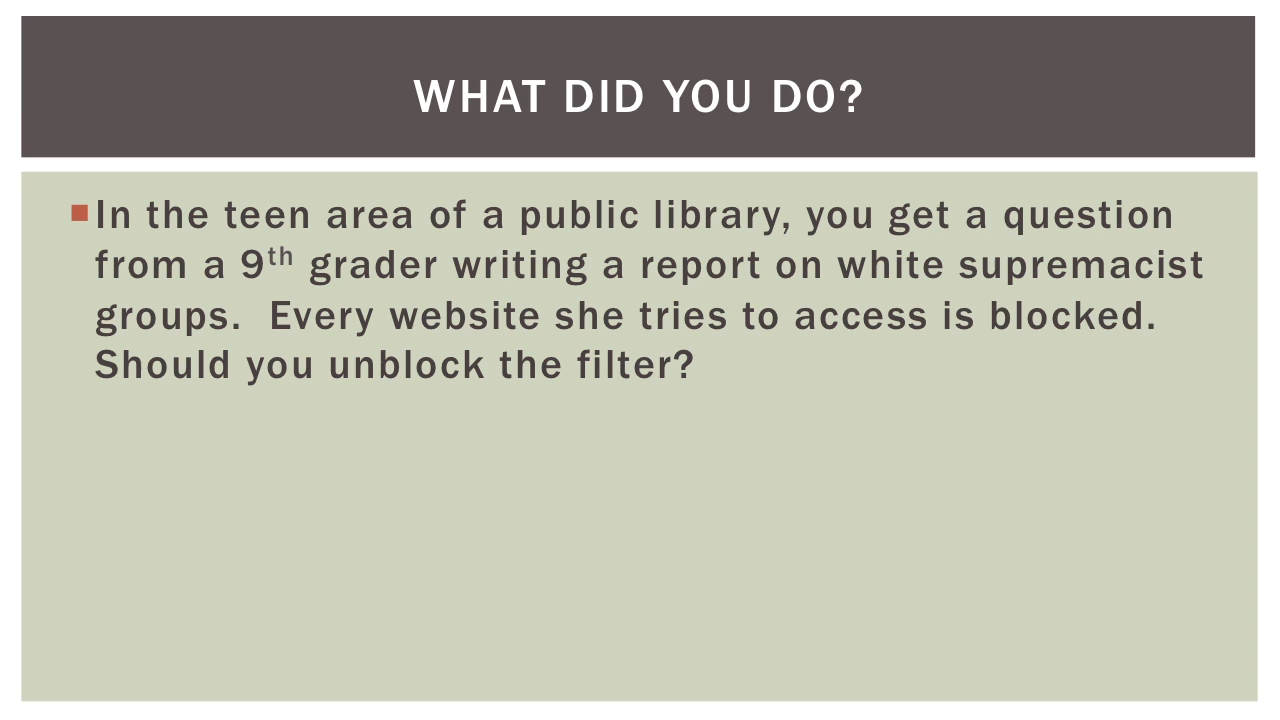 WHAT DID YOU DO?
In the teen area of a public library, you get a question
from a 9th grader writing a report on white supremacist
groups.  Every website she tries to access is blocked.
Should you unblock the filter?